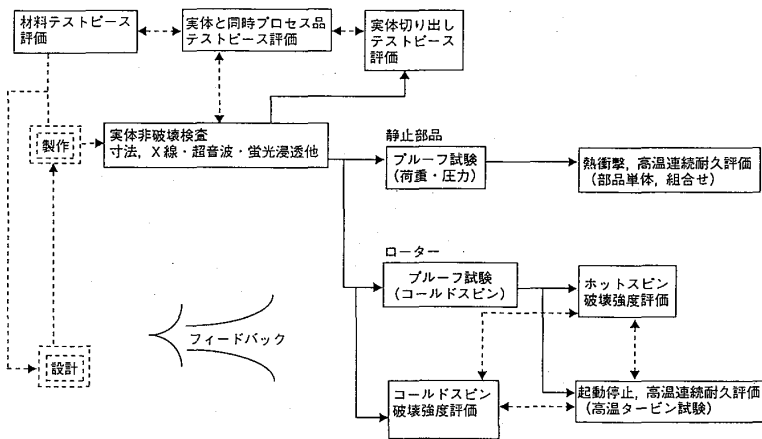 材料テストピース
評価
実体と同時プロセス品
テストピース評価
実体切り出し
テストピース
評価
製作
実体非破壊検査
寸法，X線・超音波・蛍光浸透他
静止部品
プルーフ試験
（荷重・圧力）
熱衝撃，高温連続耐久評価
（部品単体，組合せ）
ローター
プルーフ試験
（コールドスピン）
ホットスピン
破壊強度評価
フィードバック
設計
コールドスピン
破壊強度評価
起動停止，高温連続耐久評価
（高温タービン試験）